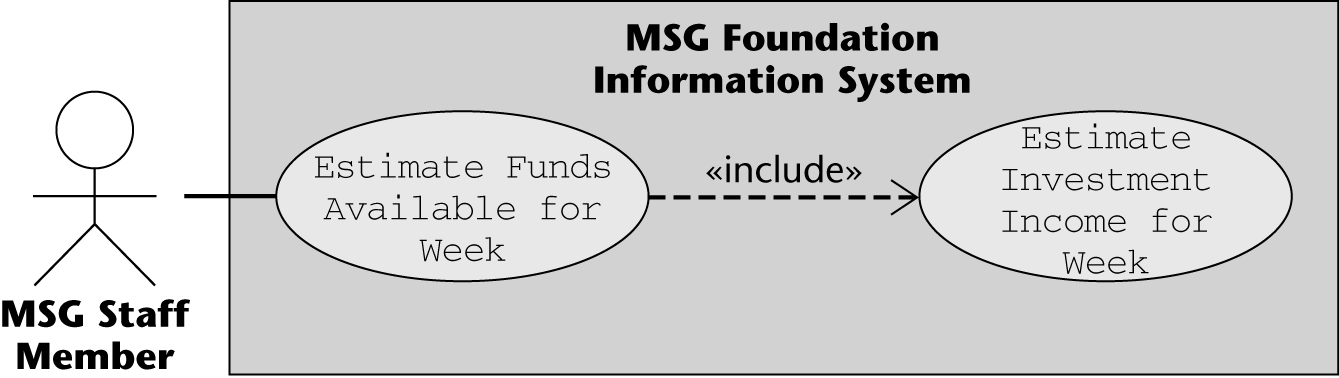 MSG Foundation
Information System
Estimate Funds
Available for
Week
«include»
Estimate
Investment
Income for
Week
MSG Staff
Member